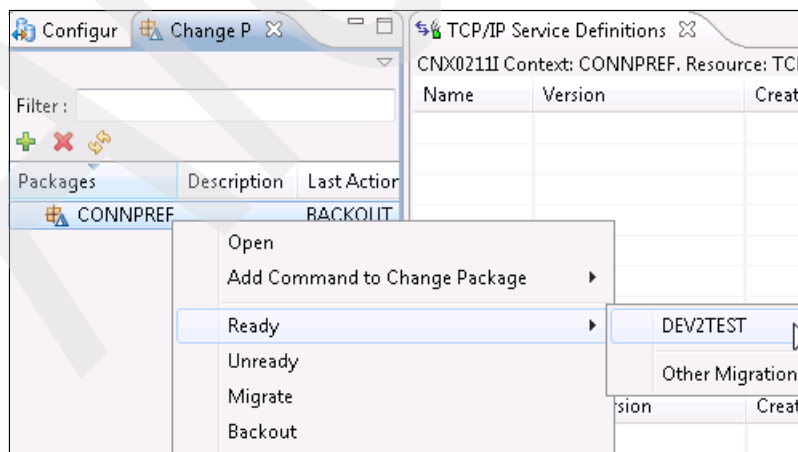 Configur
Change P
TCP/IP Service Definitions
CNX0211I Context: CONNPREF. Resource: TC
Filter :
Name Version Creat
Packages Description Last Action
CONNPREF BACKOUT
Open
Add Command to Change Package
Ready
DEV2TEST
Unready
Other Migration
Migrate
sion Creat
Backout